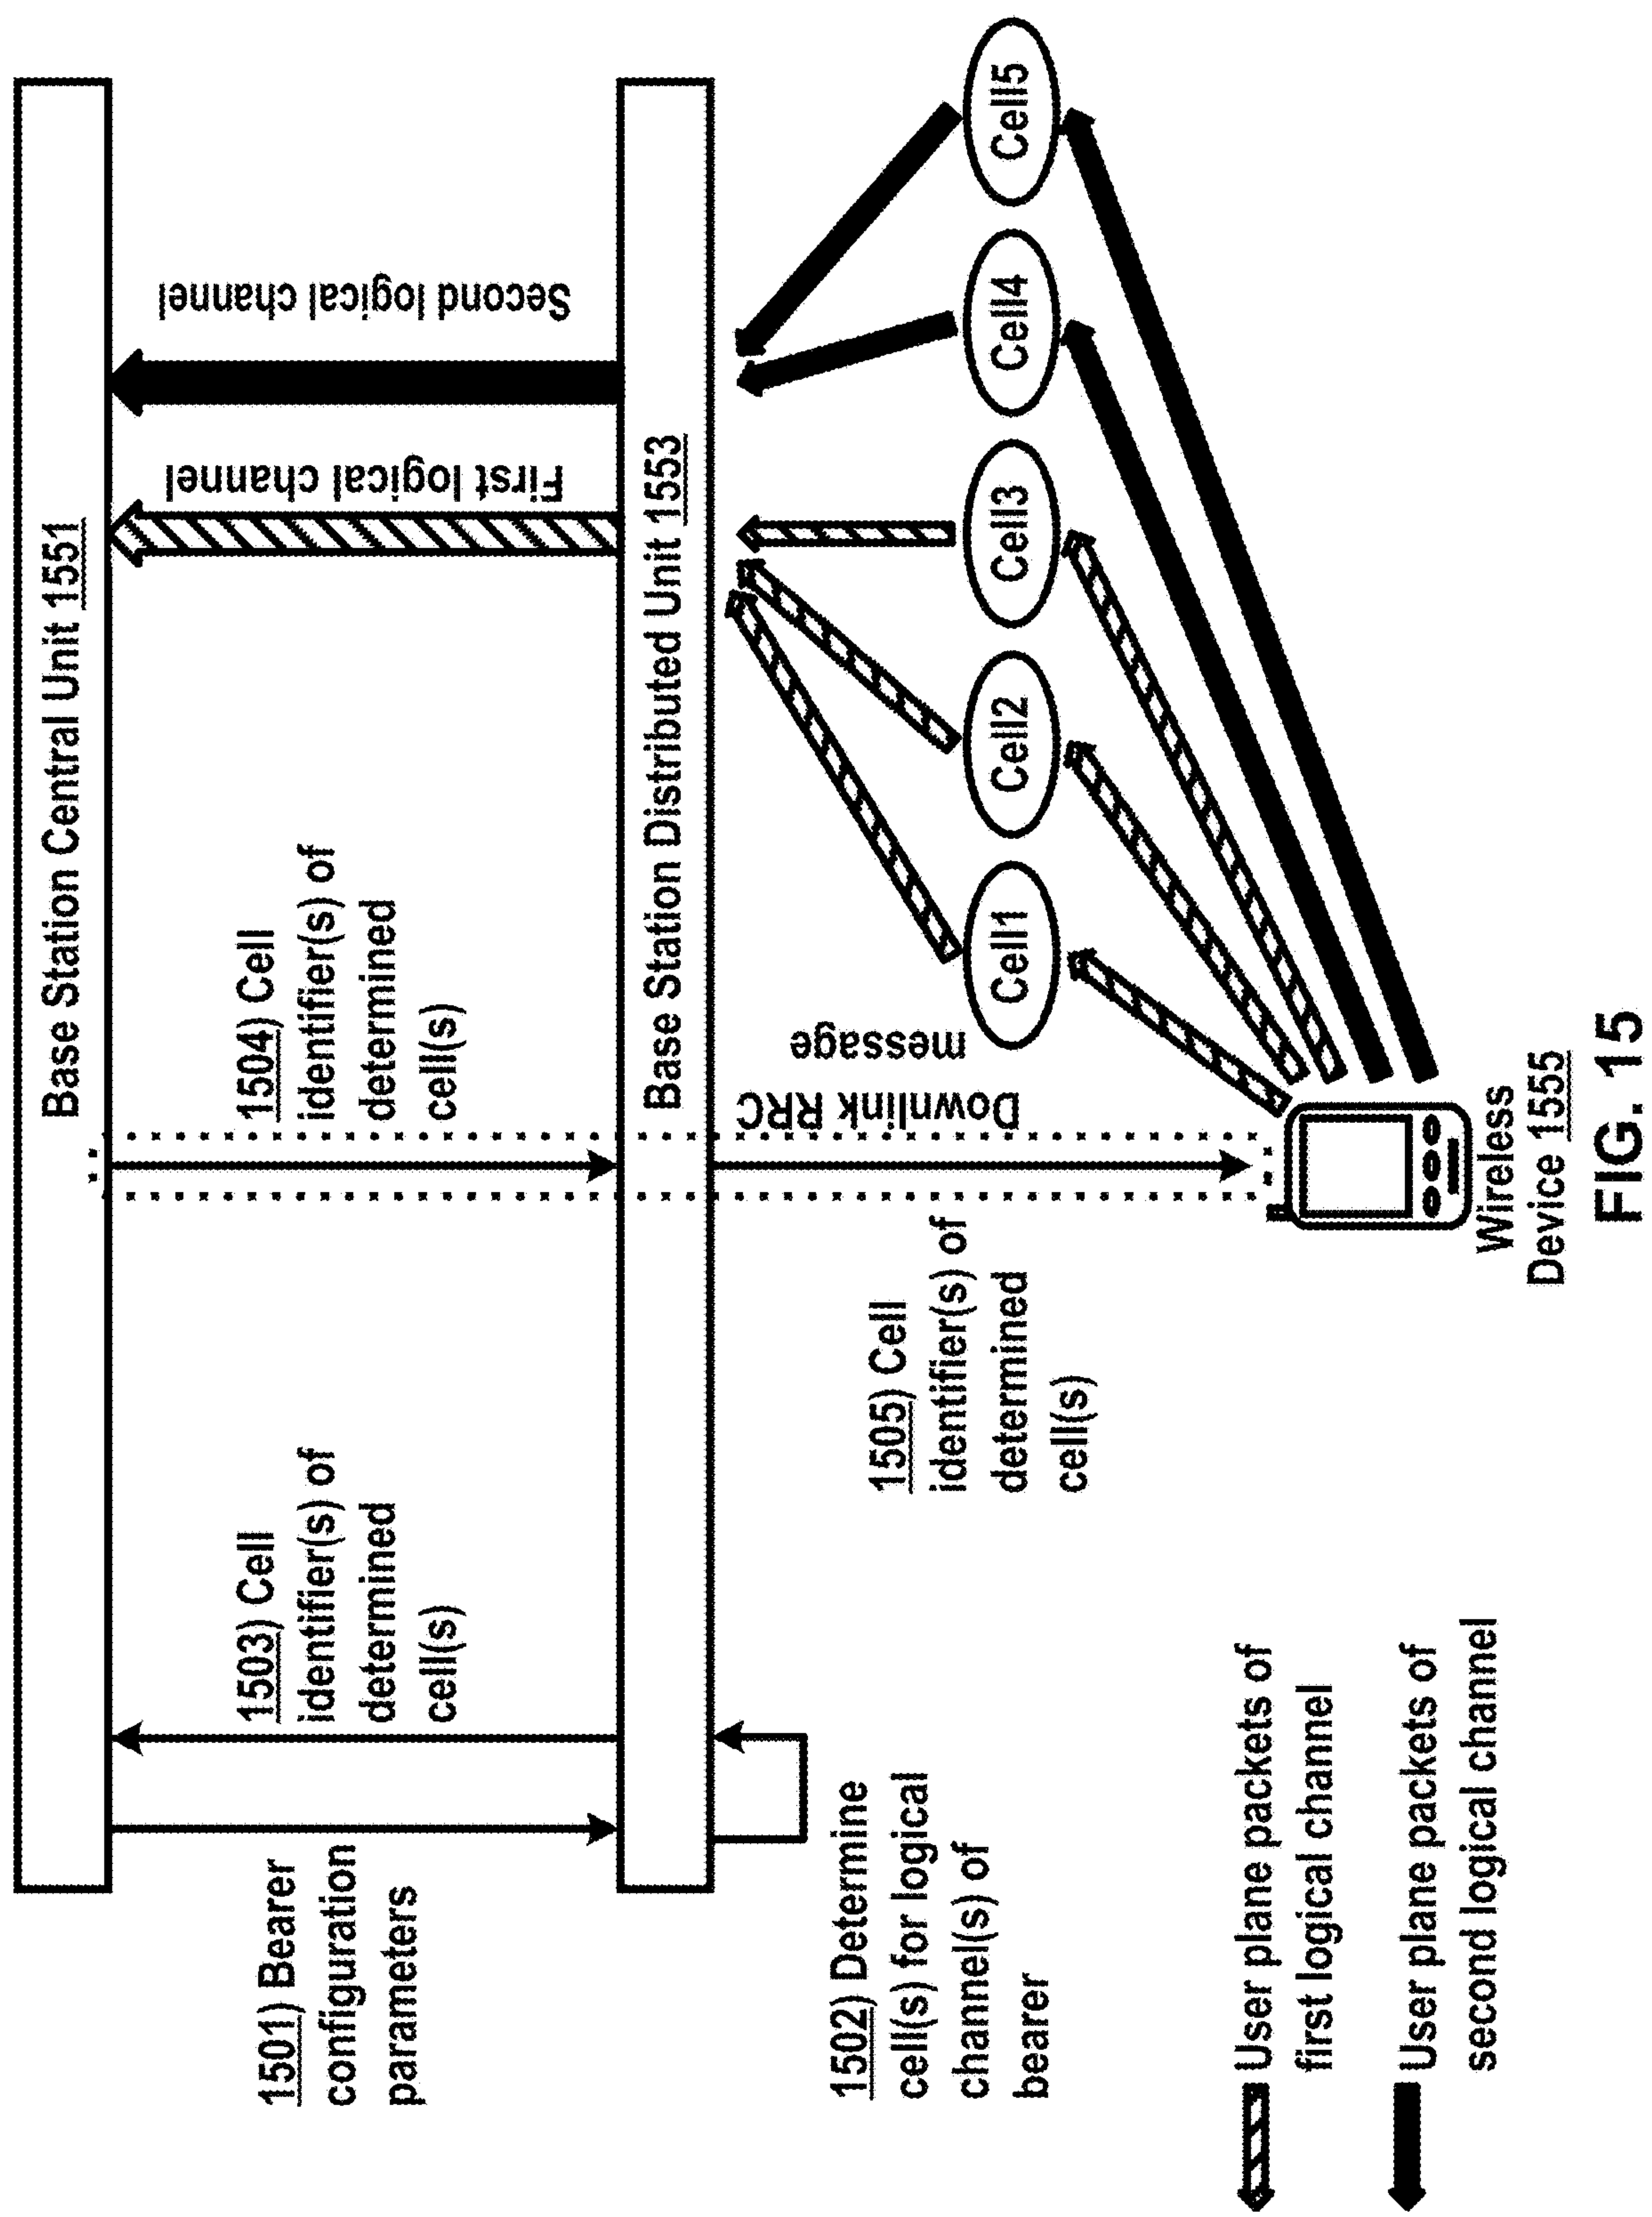 Base Station Central Unit 1551
1501) Bearer
configuration
parameters
1503) Cell
identifier(s) of
determined
cell(s)
1504) Cell
identifier(s) of
determined
cell(s)
First logical channel
Second logical channel
Base Station Distributed Unit 1553
1502) Determine
cell(s) for logical
channel(s) of
bearer
1505) Cell
identifier(s) of
determined
cell(s)
Downlink RRC
message
Cell1
Cell2
Cell3
Cell4
Cell5
User plane packets of
first logical channel
User plane packets of
second logical channel
Wireless
Device 1555
FIG. 15